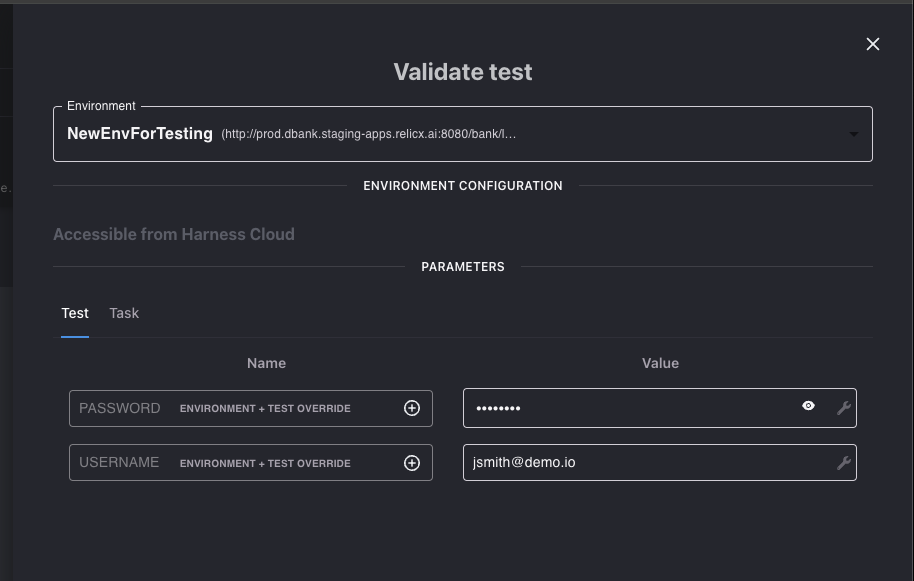 Validate test
Environment
NewEnvForTesting (http://prod.dbank.staging-apps.relicx.ai:8080/bank/l...
ENVIRONMENT CONFIGURATION
e.
Accessible from Harness Cloud
PARAMETERS
Test Task
Name Value
PASSWORD ENVIRONMENT + TEST OVERRIDE ••••••••
USERNAME ENVIRONMENT + TEST OVERRIDE jsmith@demo.io